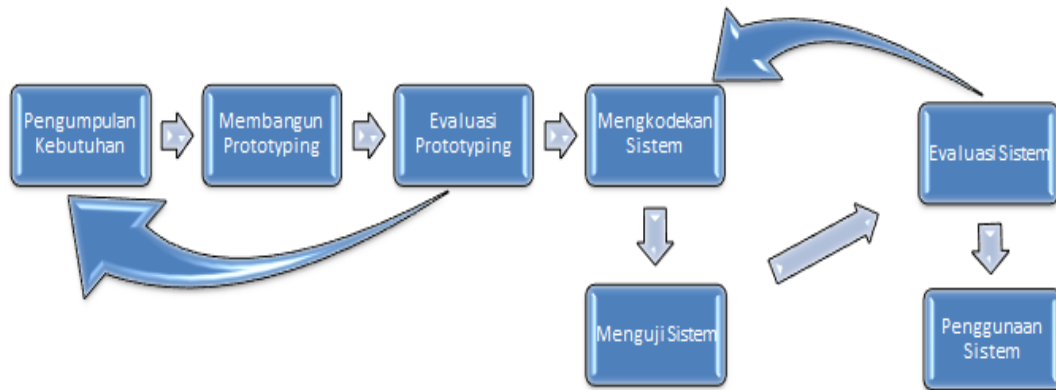 Pengumpulan
Kebutuhan
Membangun
Prototyping
Evaluasi
Prototyping
Mengkodekan
Sistem
Evaluasi Sistem
Menguji Sistem
Penggunaan
Sistem